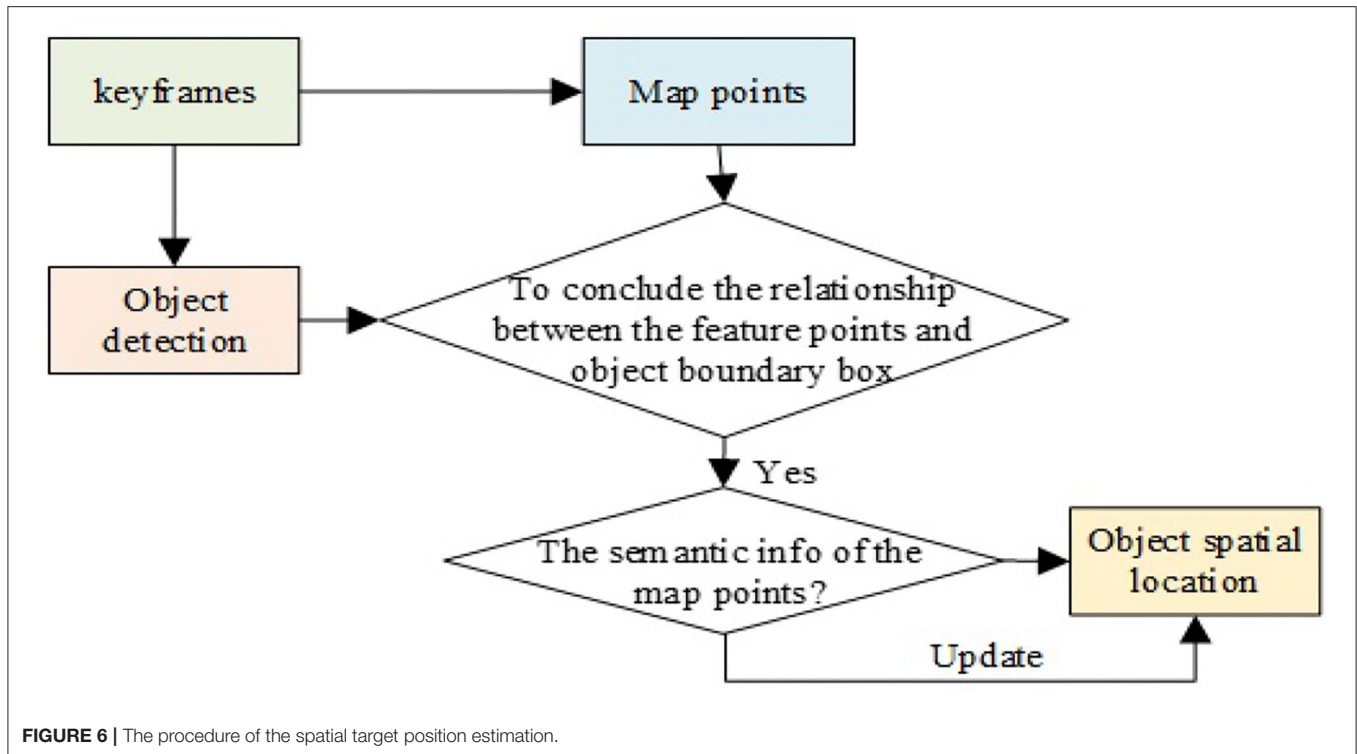 keyframes
Map points
Object
detection
To conclude the relationship
between the feature points and
object boundary box
Yes
The semantic info of the
map points?
Object spatial
location
Update
FIGURE 6 | The procedure of the spatial target position estimation.